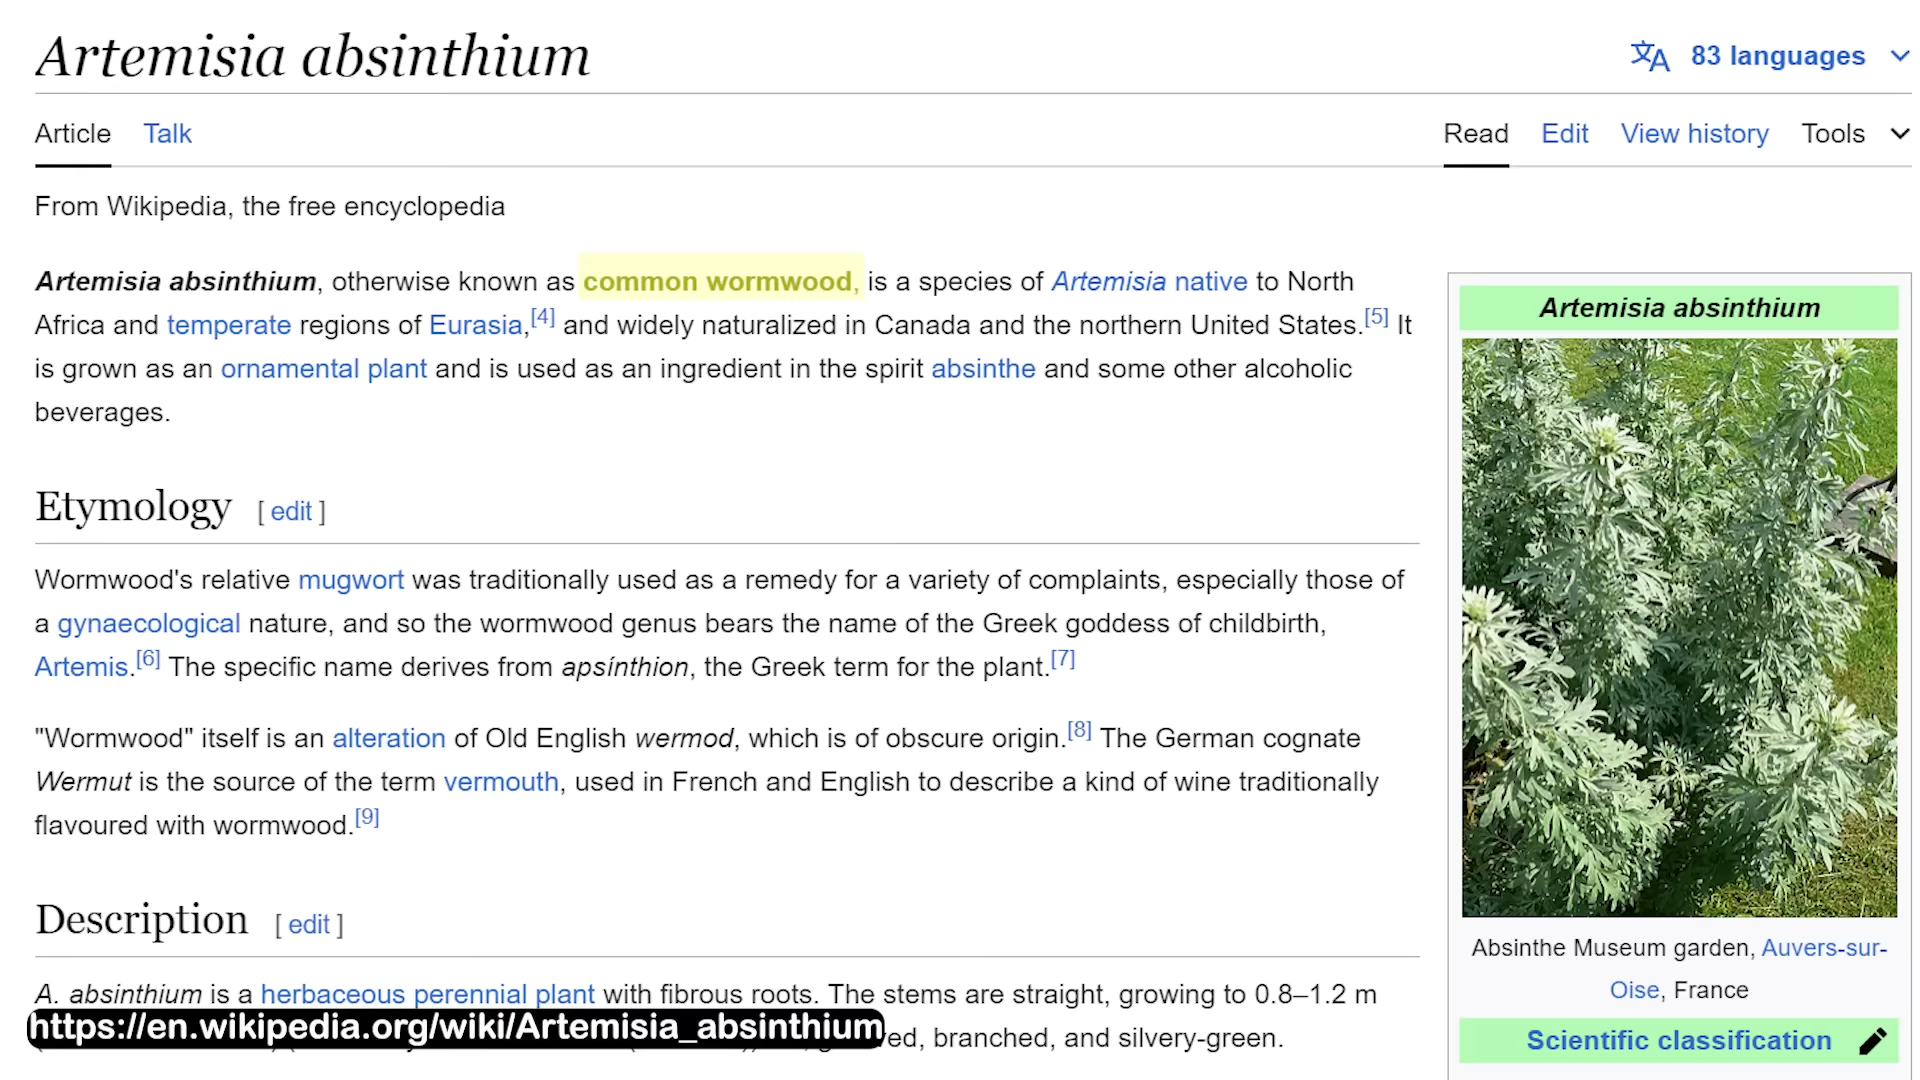 Artemisia absinthium
83 languages
Article Talk
Read Edit View history Tools
From Wikipedia, the free encyclopedia
Artemisia absinthium, otherwise known as common wormwood, is a species of Artemisia native to North
Africa and temperate regions of Eurasia,[4] and widely naturalized in Canada and the northern United States.[5] It
is grown as an ornamental plant and is used as an ingredient in the spirit absinthe and some other alcoholic
beverages.
Etymology [ edit ]
Wormwood's relative mugwort was traditionally used as a remedy for a variety of complaints, especially those of
a gynaecological nature, and so the wormwood genus bears the name of the Greek goddess of childbirth,
Artemis.[6] The specific name derives from apsínthion, the Greek term for the plant.[7]
"Wormwood" itself is an alteration of Old English wermod, which is of obscure origin.[8] The German cognate
Wermut is the source of the term vermouth, used in French and English to describe a kind of wine traditionally
flavoured with wormwood.[9]
Description [ edit ]
A. absinthium is a herbaceous perennial plant with fibrous roots. The stems are straight, growing to 0.8–1.2 m
branched, and silvery-green.
https://en.wikipedia.org/wiki/Artemisia_absinthium
Artemisia absinthium
Absinthe Museum garden, Auvers-sur-
Oise, France
Scientific classification